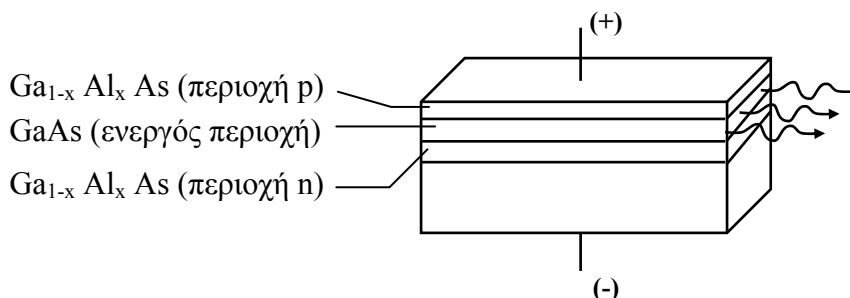 (+)
Ga1-x Alx As (περιοχή p)
GaAs (ενεργός περιοχή)
Ga1-x Alx As (περιοχή n)
(-)